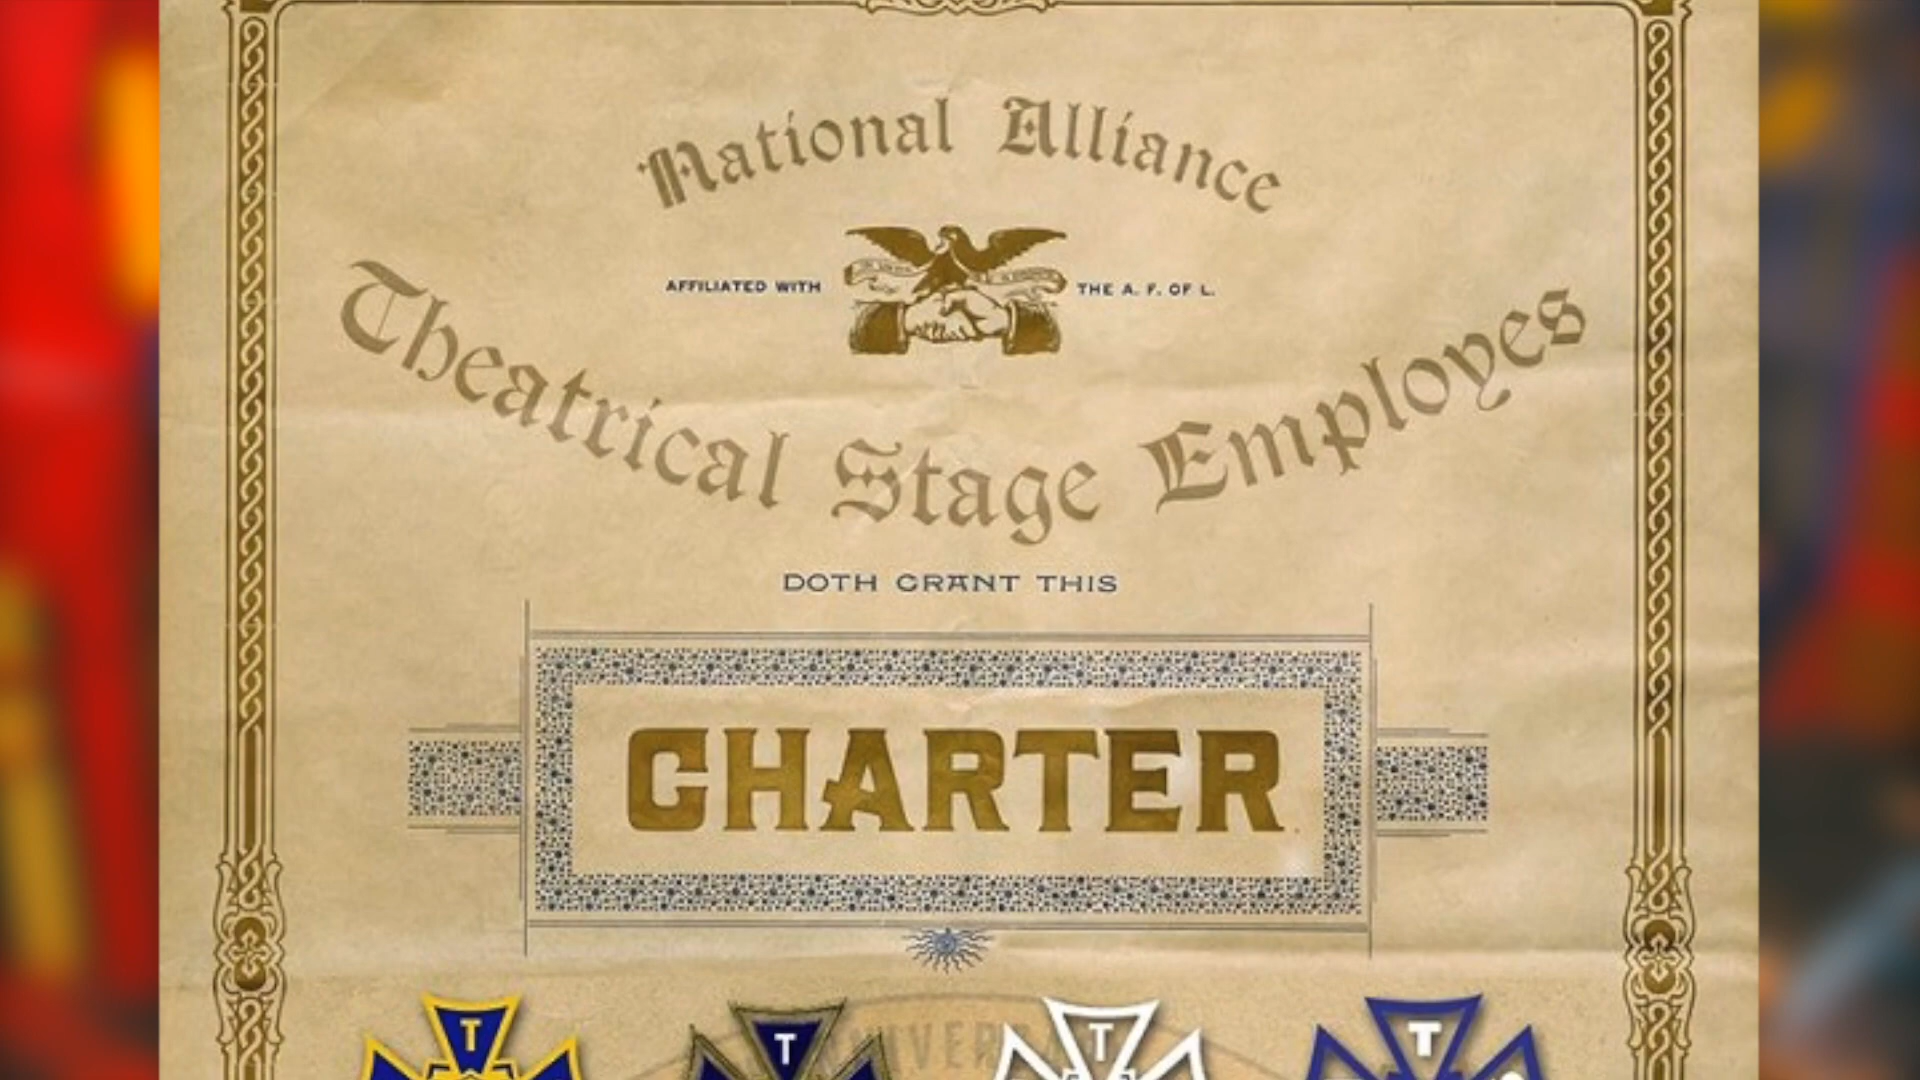 National Alliance
AFFILIATED WITH THE A. F. OF L.
Theatrical Stage Employes
DOTH GRANT THIS
CHARTER
T T T T